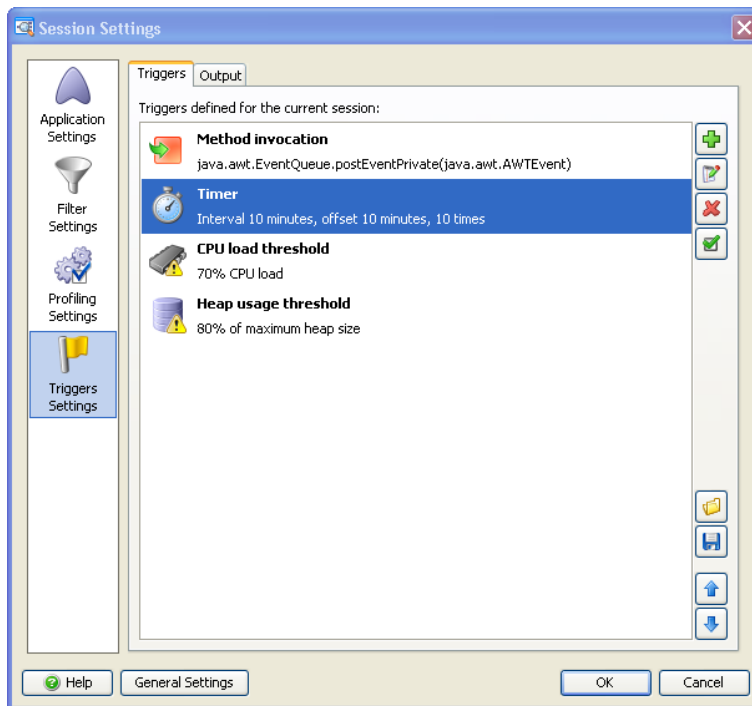 Session Settings
Application
Settings
Filter
Settings
Profiling
Settings
Triggers
Settings
Triggers
Output
Triggers defined for the current session:
Method invocation
java.awt.EventQueue.postEventPrivate(java.awt.AWTEvent)
Timer
Interval 10 minutes, offset 10 minutes, 10 times
CPU load threshold
70% CPU load
Heap usage threshold
80% of maximum heap size
Help
General Settings
OK
Cancel